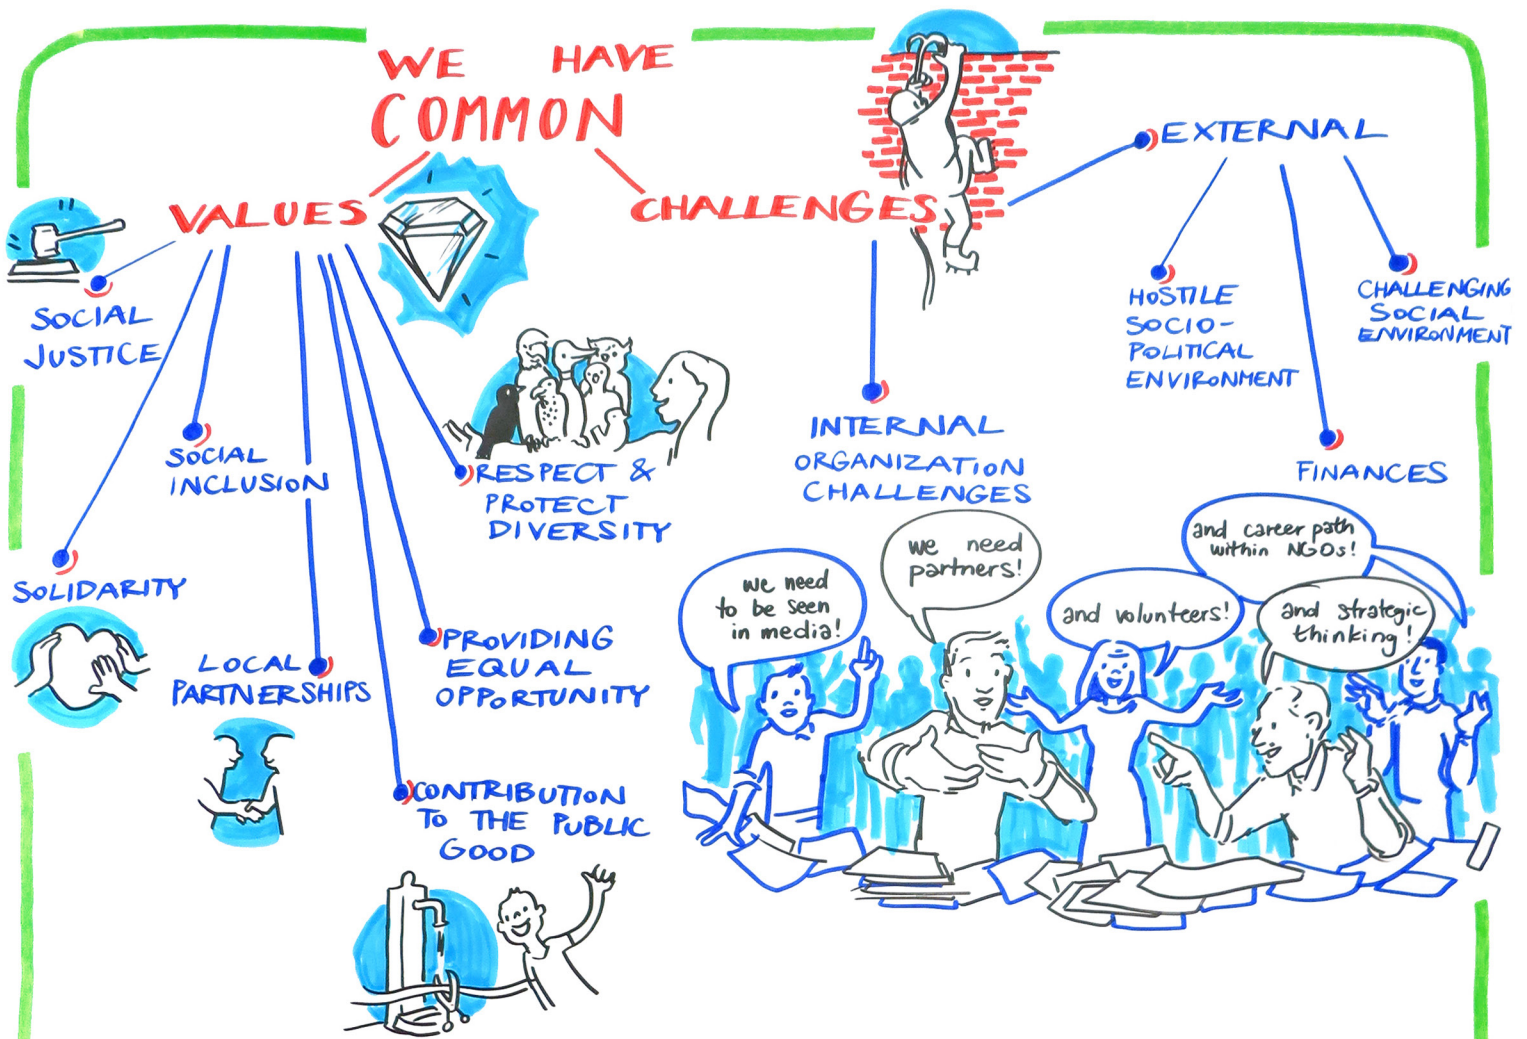 WE HAVE
COMMON
VALUES
SOCIAL
JUSTICE
SOLIDARITY
SOCIAL
INCLUSION
LOCAL
PARTNERSHIPS
CONTRIBUTION
TO THE PUBLIC
GOOD
PROVIDING
EQUAL
OPPORTUNITY
RESPECT &
PROTECT
DIVERSITY
CHALLENGES
INTERNAL
ORGANIZATION
CHALLENGES
EXTERNAL
HOSTILE
SOCIO-
POLITICAL
ENVIRONMENT
FINANCES
CHALLENGING
SOCIAL
ENVIRONMENT
we need
to be seen
in media!
we need
partners!
and volunteers!
and career path
within NGOs!
and strategic
thinking!